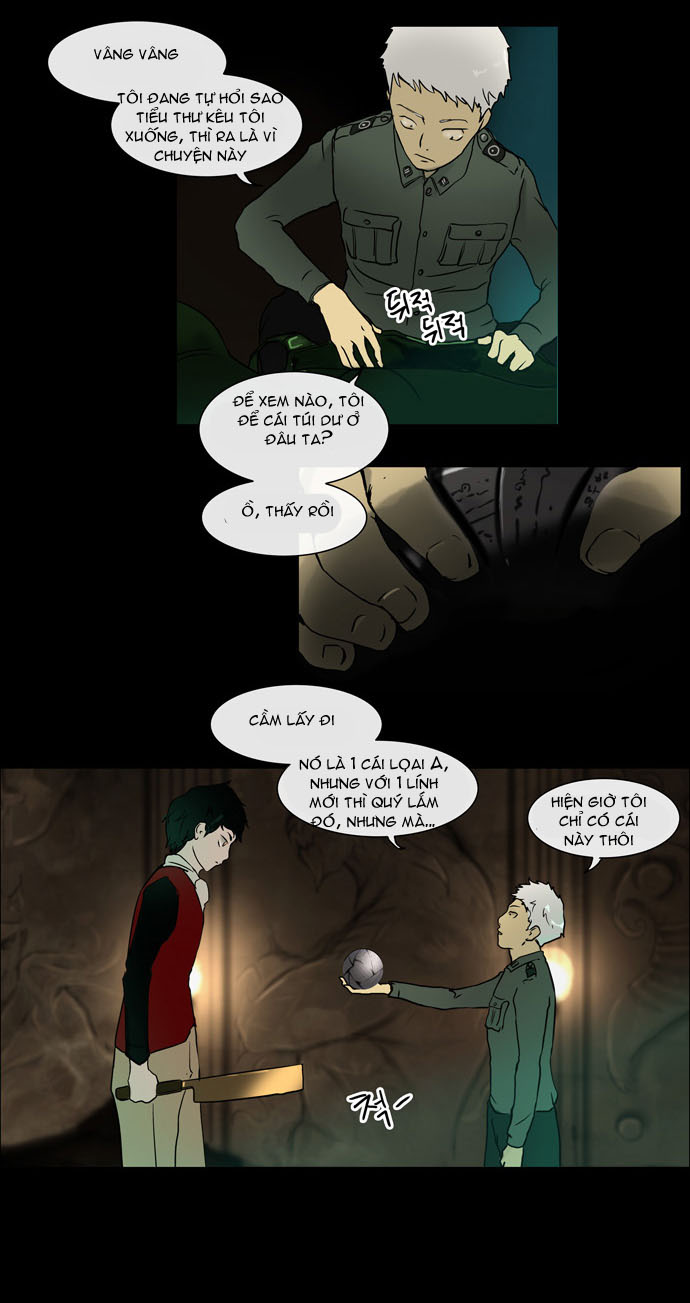 VÂNG VÂNG
TÔI ĐANG TỰ HỎI SAO
TIỂU THƯ KÊU TÔI
XUỐNG, THÌ RA LÀ VÌ
CHUYỆN NÀY
뒤적
뒤적
ĐỂ XEM NÀO, TÔI
ĐỂ CÁI TÚI DƯ Ở
ĐÂU TA?
Ồ, THẤY RỒI
CẦM LẤY ĐI
NÓ LÀ 1 CÁI LOẠI A,
NHƯNG VỚI 1 LÍNH
MỚI THÌ QUÝ LẮM
ĐÓ, NHƯNG MÀ...
HIỆN GIỜ TÔI
CHỈ CÓ CÁI
NÀY THÔI
척-